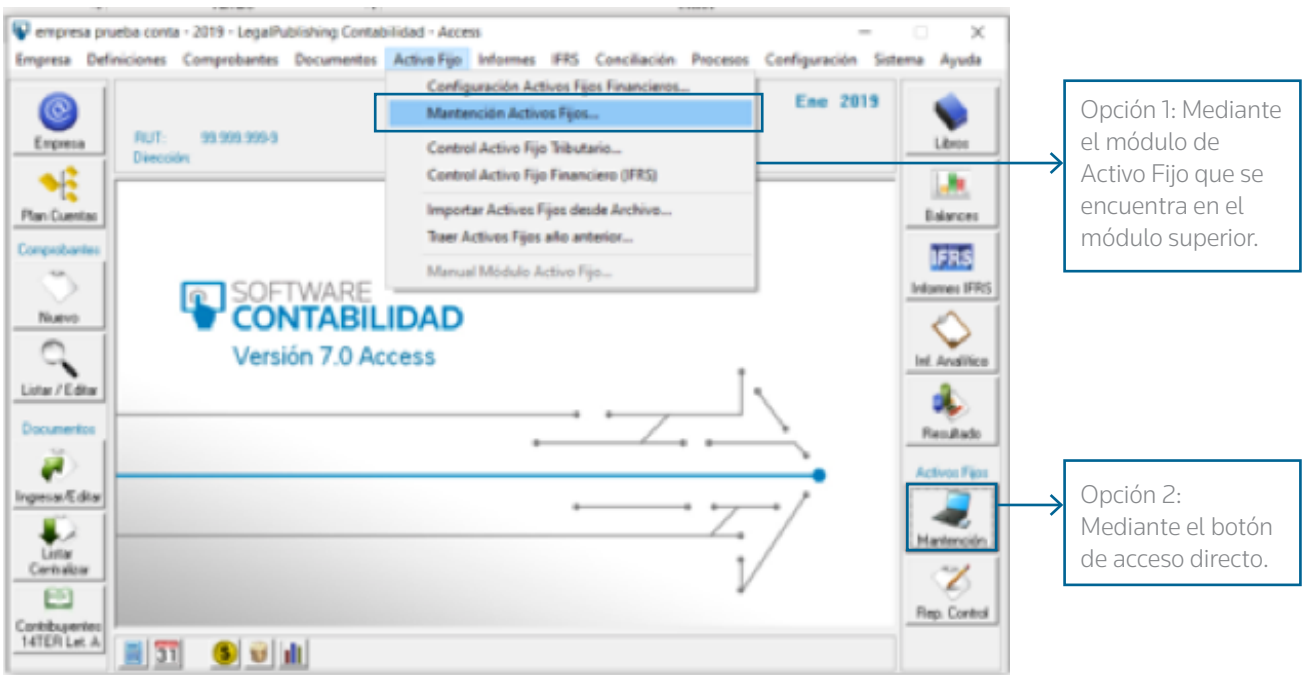 empresa prueba conta - 2019 - LegalPublishing Contabilidad - Access
Empresa Definiciones Comprobantes Documentos Activo Fijo Informes IFRS Conciliación Procesos Configuración Sistema Ayuda
Configuración Activos Fijos Financieros...
Mantención Activos Fijos...
Control Activo Fijo Tributario...
Control Activo Fijo Financiero (IFRS)
Importar Activos Fijos desde Archivo...
Traer Activos Fijos año anterior...
Manual Módulo Activo Fijo...
Ene 2019
RUT: 99.999.999-9
Dirección:
Empresa
Plan Cuentas
Comprobantes
Nuevo
Listar / Editar
Documentos
Ingresar/Editar
Listar
Centralizar
Contribuyentes
14TER Let. A
SOFTWARE
CONTABILIDAD
Versión 7.0 Access
31
Libros
Balances
IFRS
Informes IFRS
Inf. Analítico
Resultado
Activos Fijos
Mantención
Rep. Control
Opción 1: Mediante
el módulo de
Activo Fijo que se
encuentra en el
módulo superior.
Opción 2:
Mediante el botón
de acceso directo.